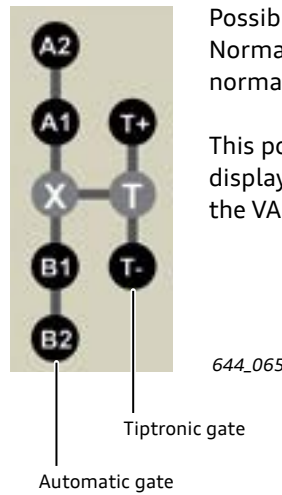 A2
A1 T+
X T
B1 T-
B2
Possib
Norma
norma
This po
display
the VA
644_065
Tiptronic gate
Automatic gate